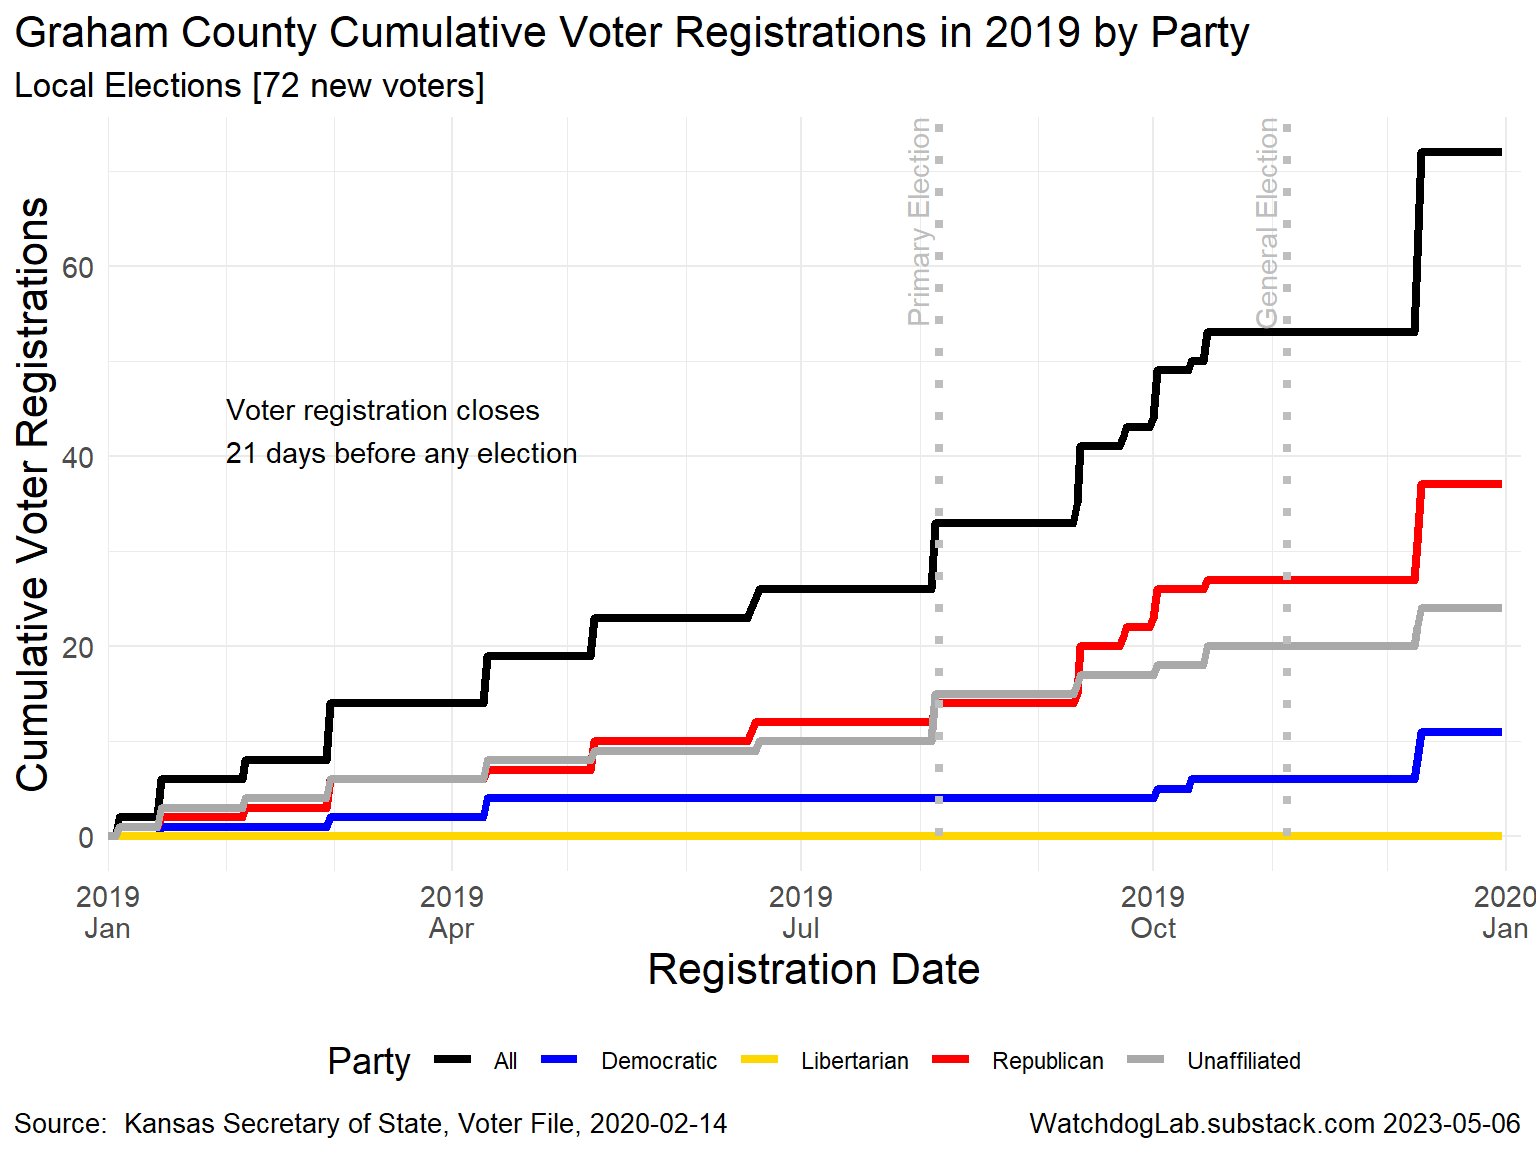 Graham County Cumulative Voter Registrations in 2019 by Party
Local Elections [72 new voters]
Cumulative Voter Registrations
60
40
20
0
Primary Election
General Election
Voter registration closes
21 days before any election
2019
Jan
2019
Apr
2019
Jul
2019
Oct
2020
Jan
Registration Date
Party All Democratic Libertarian Republican Unaffiliated
Source:  Kansas Secretary of State, Voter File, 2020-02-14
WatchdogLab.substack.com 2023-05-06